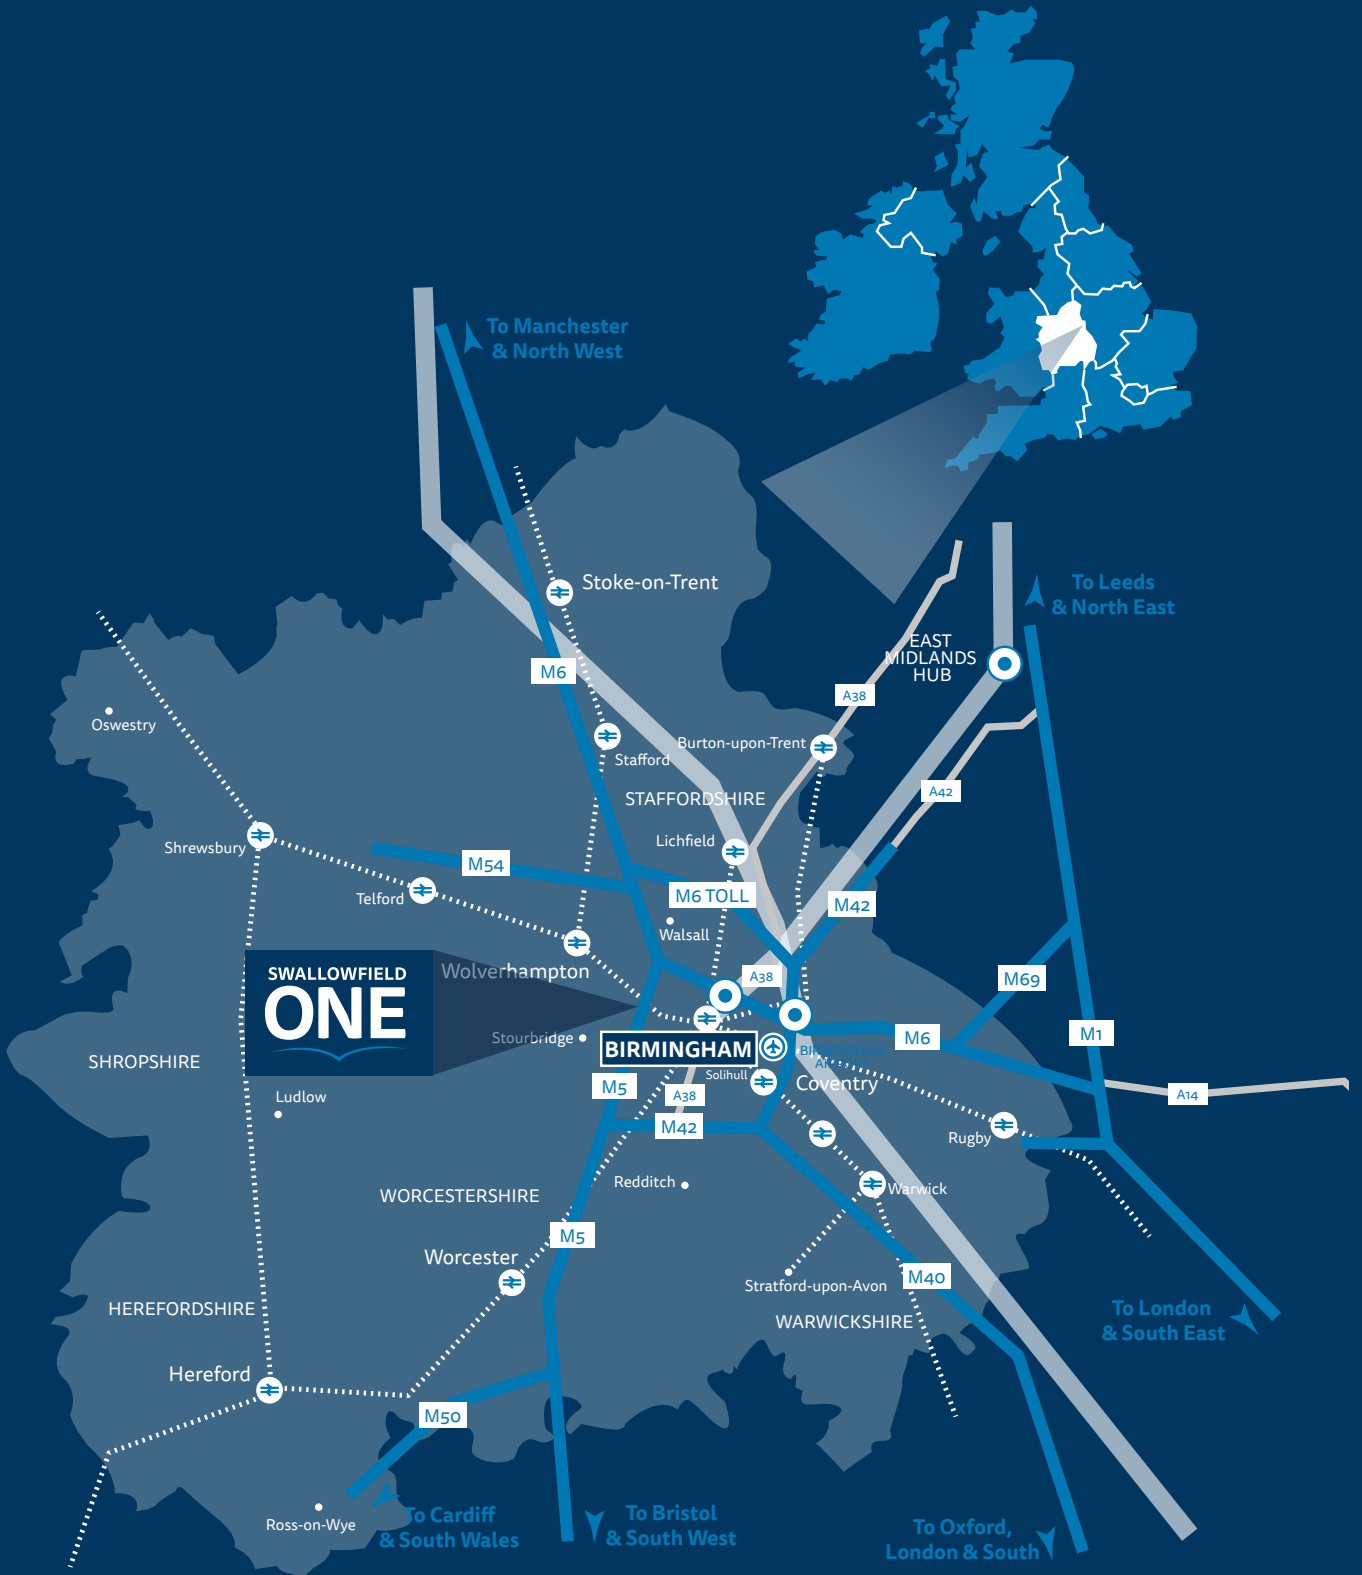 To Manchester
& North West
Stoke-on-Trent
To Leeds
& North East
EAST
MIDLANDS
HUB
M6
A38
Oswestry
Burton-upon-Trent
Stafford
A42
STAFFORDSHIRE
Shrewsbury
Lichfield
M54
Telford
M6 TOLL
M42
Walsall
Wolverhampton
A38
M69
SWALLOWFIELD
ONE
Stourbridge
BIRMINGHAM
M6
M1
BIRMINGHAM
AIRPORT
SHROPSHIRE
Solihull
Coventry
M5
A38
A14
Ludlow
M42
Rugby
Redditch
Warwick
WORCESTERSHIRE
M5
Worcester
M40
Stratford-upon-Avon
HEREFORDSHIRE
WARWICKSHIRE
To London
& South East
Hereford
M50
Ross-on-Wye
To Cardiff
& South Wales
To Bristol
& South West
To Oxford,
London & South